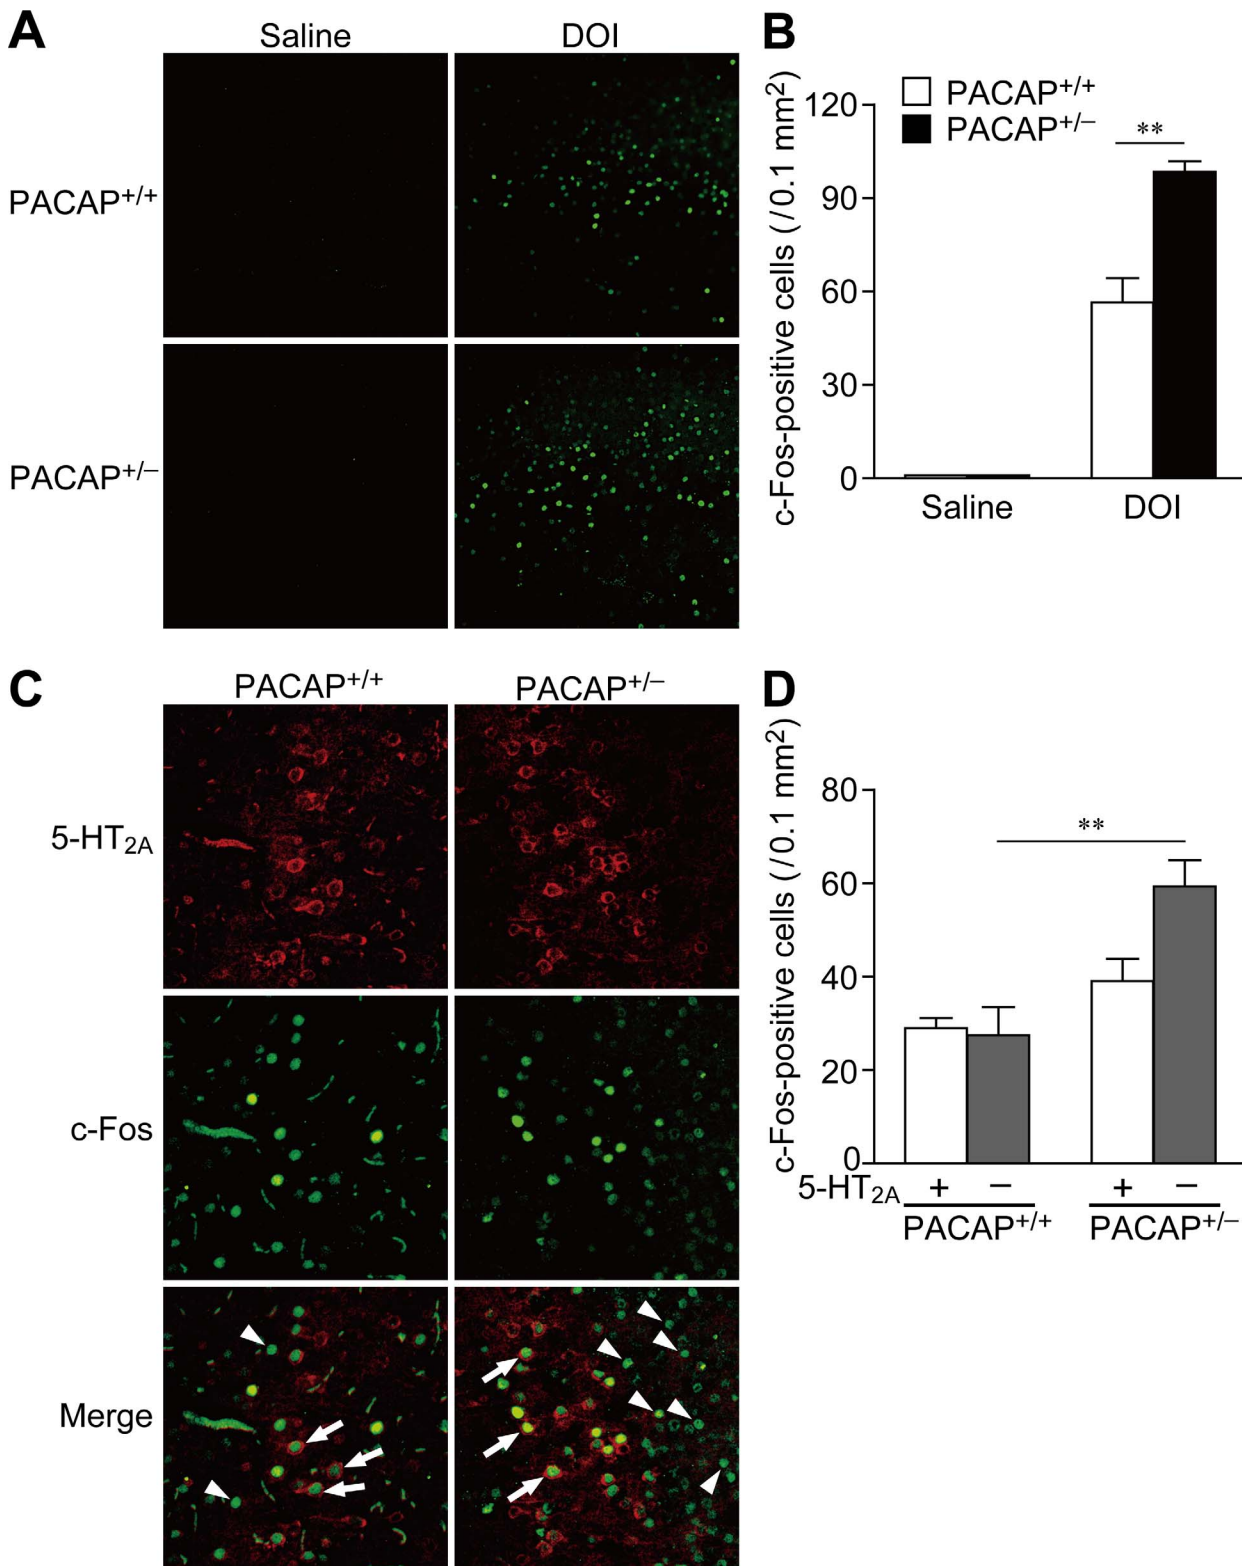 A
Saline
DOI
PACAP+/+
PACAP+/–
B
c-Fos-positive cells (/0.1 mm²)
120
90
60
30
0
PACAP+/+
PACAP+/–
**
Saline
DOI
C
PACAP+/+
PACAP+/–
5-HT2A
c-Fos
Merge
D
c-Fos-positive cells (/0.1 mm²)
80
60
40
20
0
**
5-HT2A + – + –
PACAP+/+ PACAP+/–